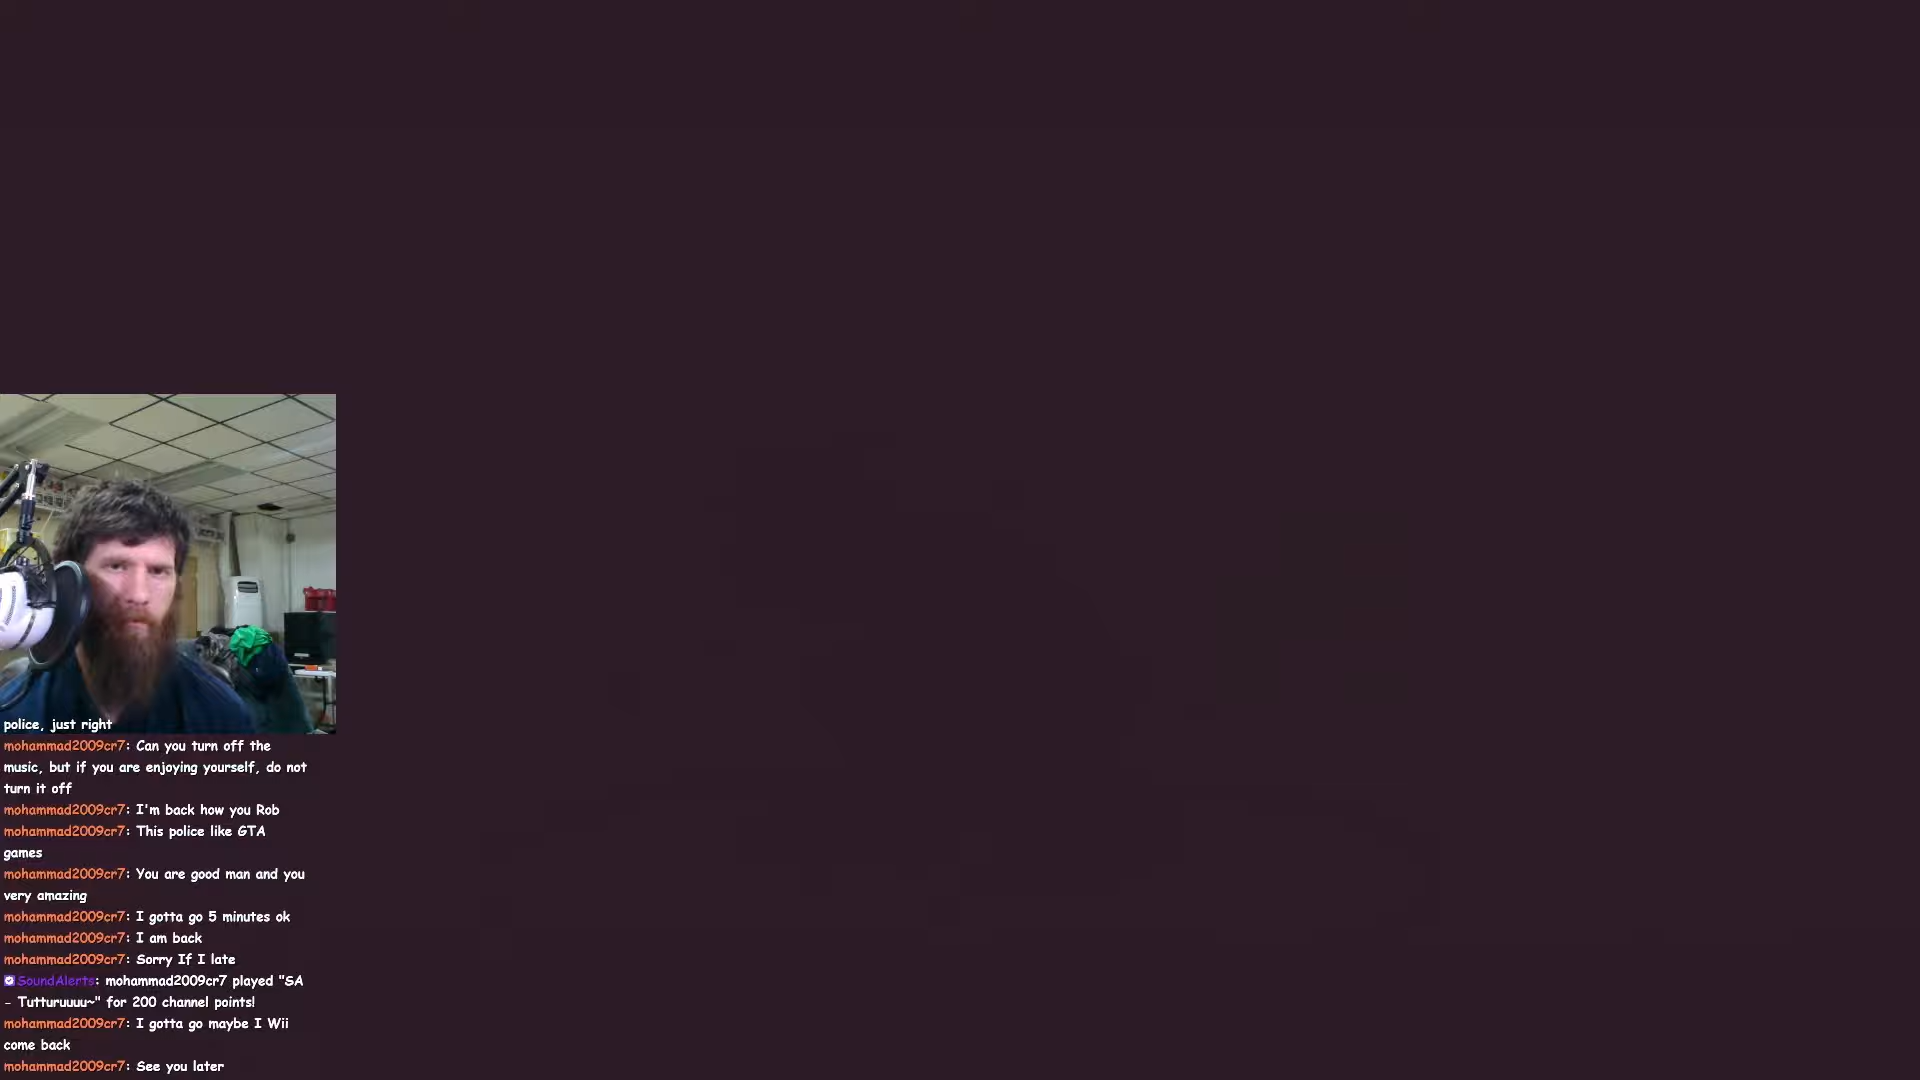 police, just right
mohammad2009cr7: Can you turn off the
music, but if you are enjoying yourself, do not
turn it off
mohammad2009cr7: I'm back how you Rob
mohammad2009cr7: This police like GTA
games
mohammad2009cr7: You are good man and you
very amazing
mohammad2009cr7: I gotta go 5 minutes ok
mohammad2009cr7: I am back
mohammad2009cr7: Sorry If I late
SoundAlerts: mohammad2009cr7 played "SA
- Tutturuuuu~" for 200 channel points!
mohammad2009cr7: I gotta go maybe I Wii
come back
mohammad2009cr7: See you later